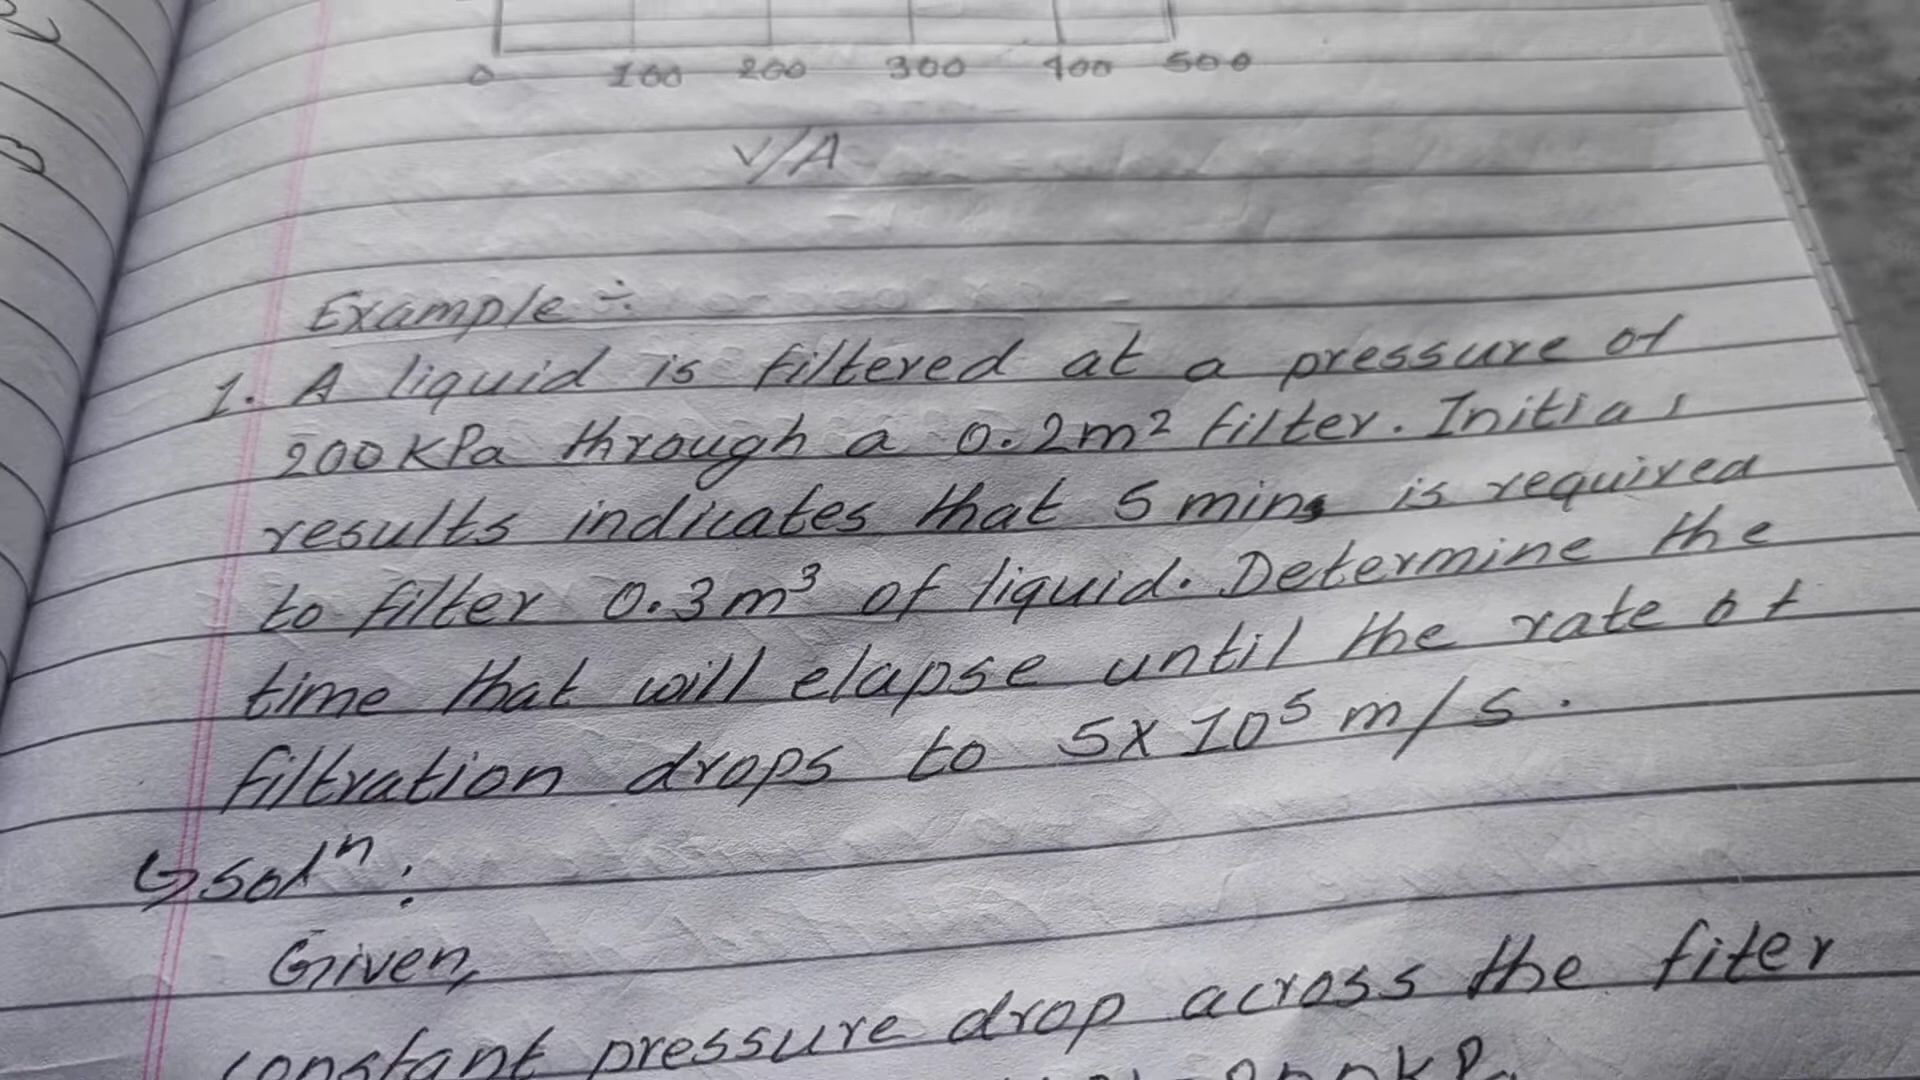 0 100 200 300 400 500
V/A
Example ÷
1. A liquid is filtered at a pressure of
200 KPa through a 0.2m² filter. Initial
results indicates that 5 mins is required
to filter 0.3m³ of liquid. Determine the
time that will elapse until the rate of
filtration drops to 5X10⁵ m/s.
↳ Solⁿ :
Given,
constant pressure drop across the fiter
200KPa